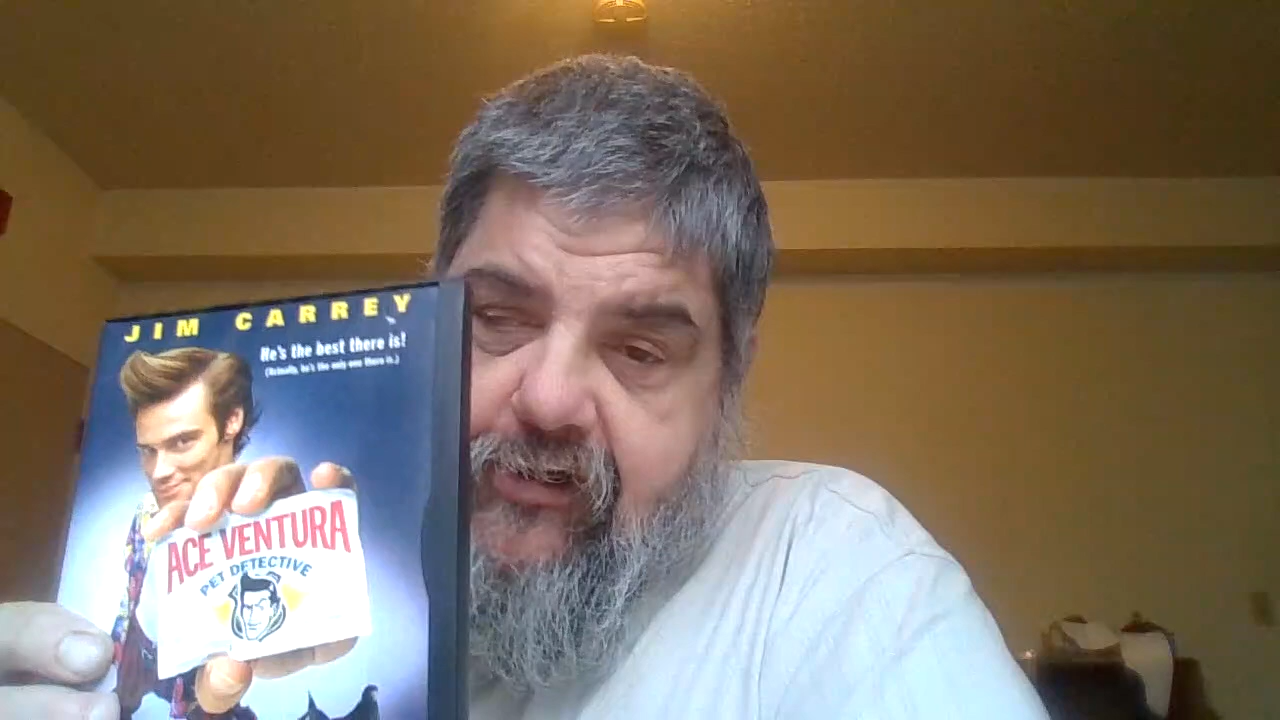 JIM CARREY
He's the best there is!
(Actually, he's the only one there is.)
ACE VENTURA
PET DETECTIVE